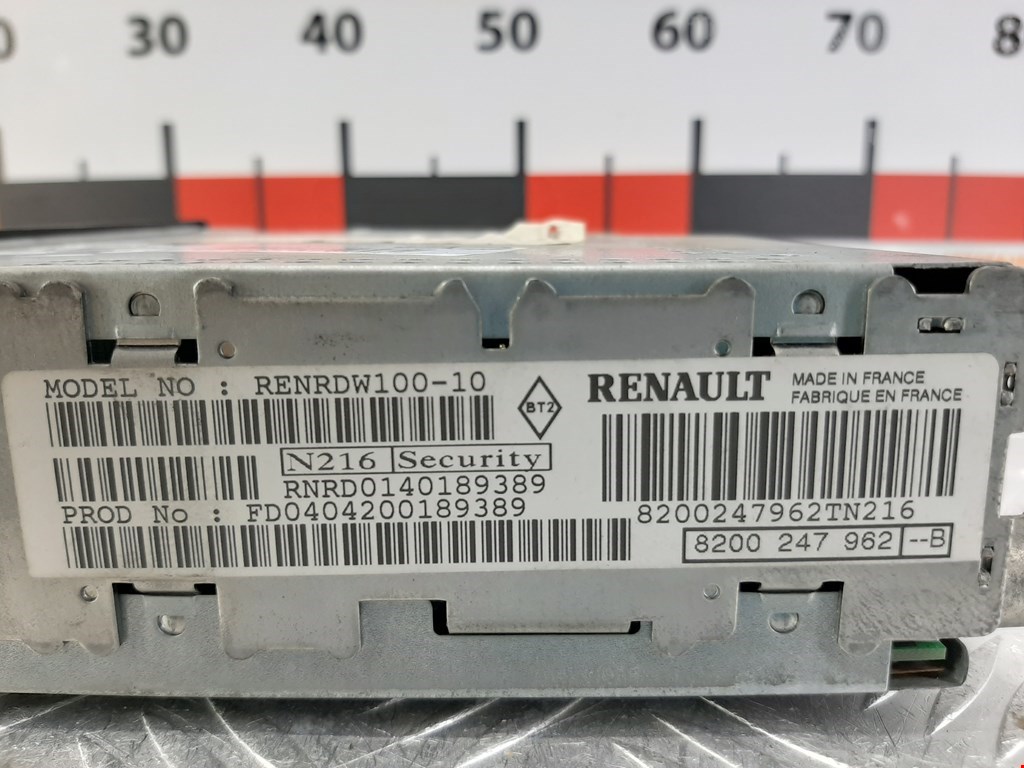 30 40 50 60 70
MODEL NO : RENRDW100-10
BT2
RENAULT
MADE IN FRANCE
FABRIQUE EN FRANCE
N216 Security
RNRD0140189389
PROD No : FD0404200189389
8200247962TN216
8200 247 962 --B